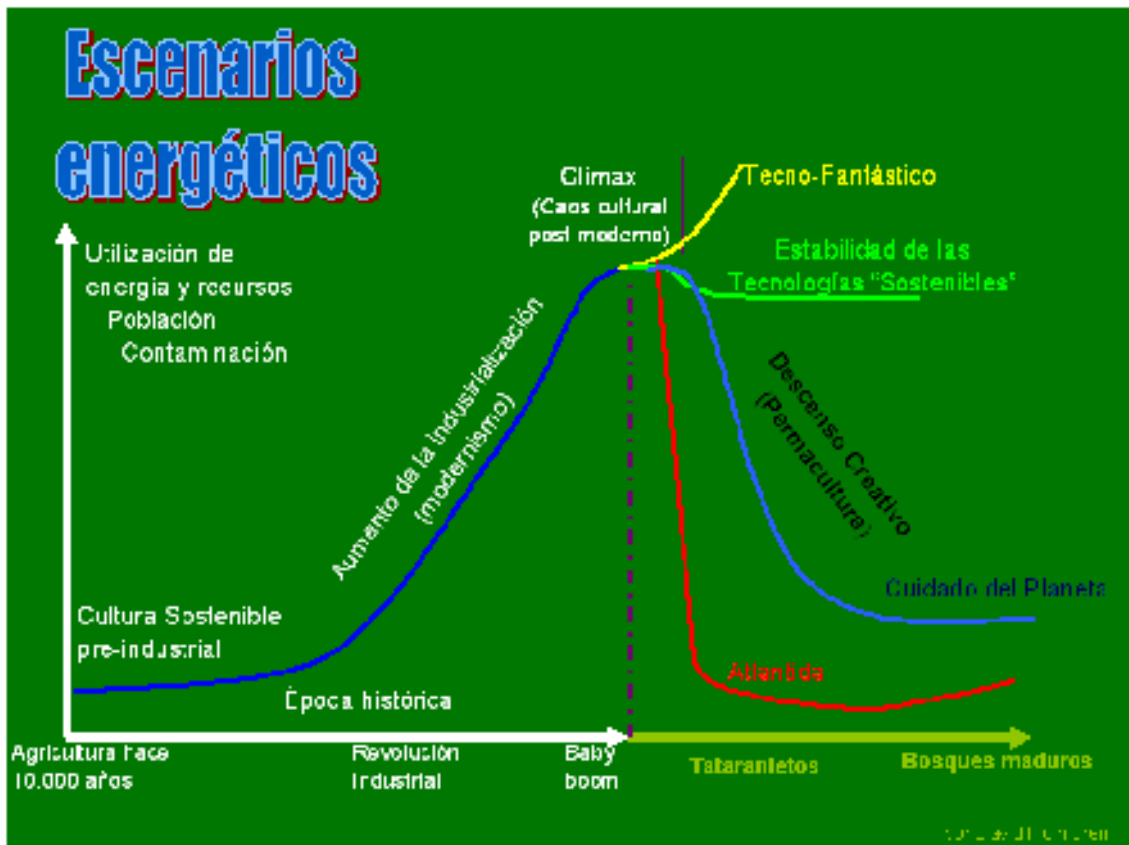 Escenarios
energéticos
Utilización de
energía y recursos
Población
Contaminación
Climax
(Caos cultural
post moderno)
Tecno-Fantástico
Estabilidad de las
Tecnologías "Sostenibles"
Aumento de la Industrialización
(modernismo)
Descenso Creativo
(Permacultura)
Cultura Sostenible
pre-industrial
Cuidado del Planeta
Atlantida
Época histórica
Agricultura hace
10.000 años
Revolución
Industrial
Baby
boom
Tataranietos
Bosques maduros